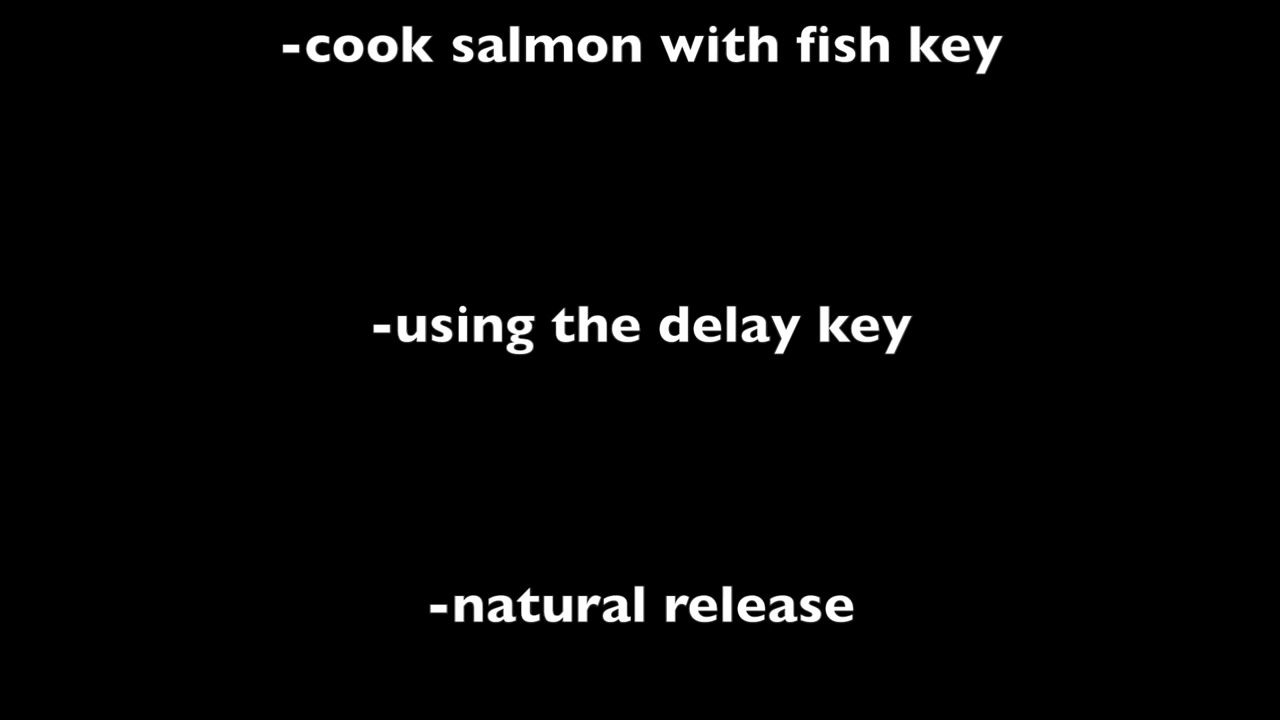 -cook salmon with fish key
-using the delay key
-natural release